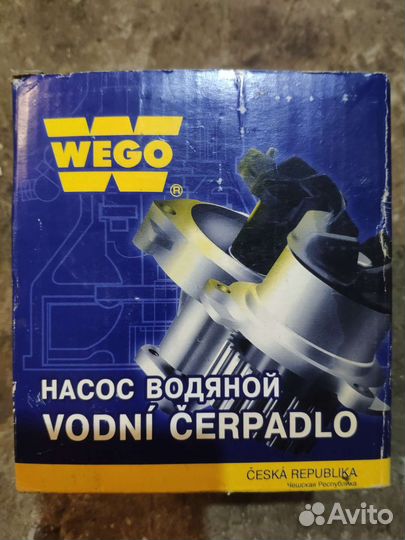 WEGO
®
НАСОС ВОДЯНОЙ
VODNÍ ČERPADLO
ČESKÁ REPUBLIKA
Чешская Республика
Avito